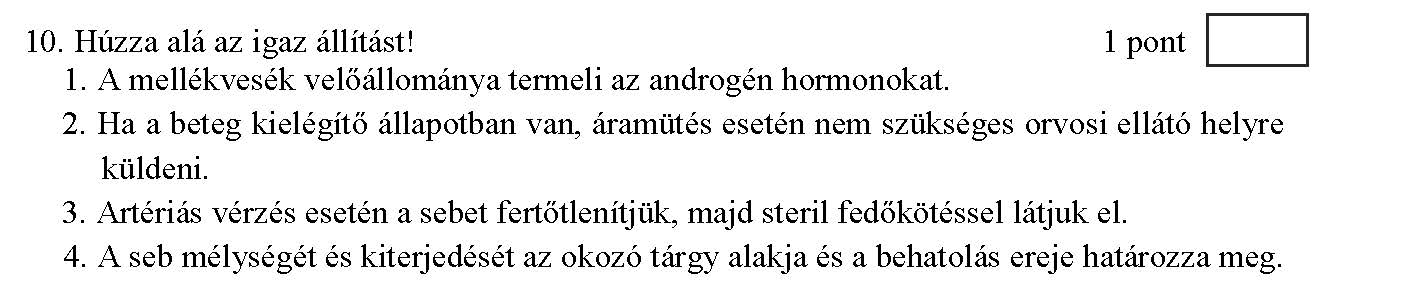 10. Húzza alá az igaz állítást! 1 pont
1. A mellékvesék velőállománya termeli az androgén hormonokat.
2. Ha a beteg kielégítő állapotban van, áramütés esetén nem szükséges orvosi ellátó helyre
küldeni.
3. Artériás vérzés esetén a sebet fertőtlenítjük, majd steril fedőkötéssel látjuk el.
4. A seb mélységét és kiterjedését az okozó tárgy alakja és a behatolás ereje határozza meg.